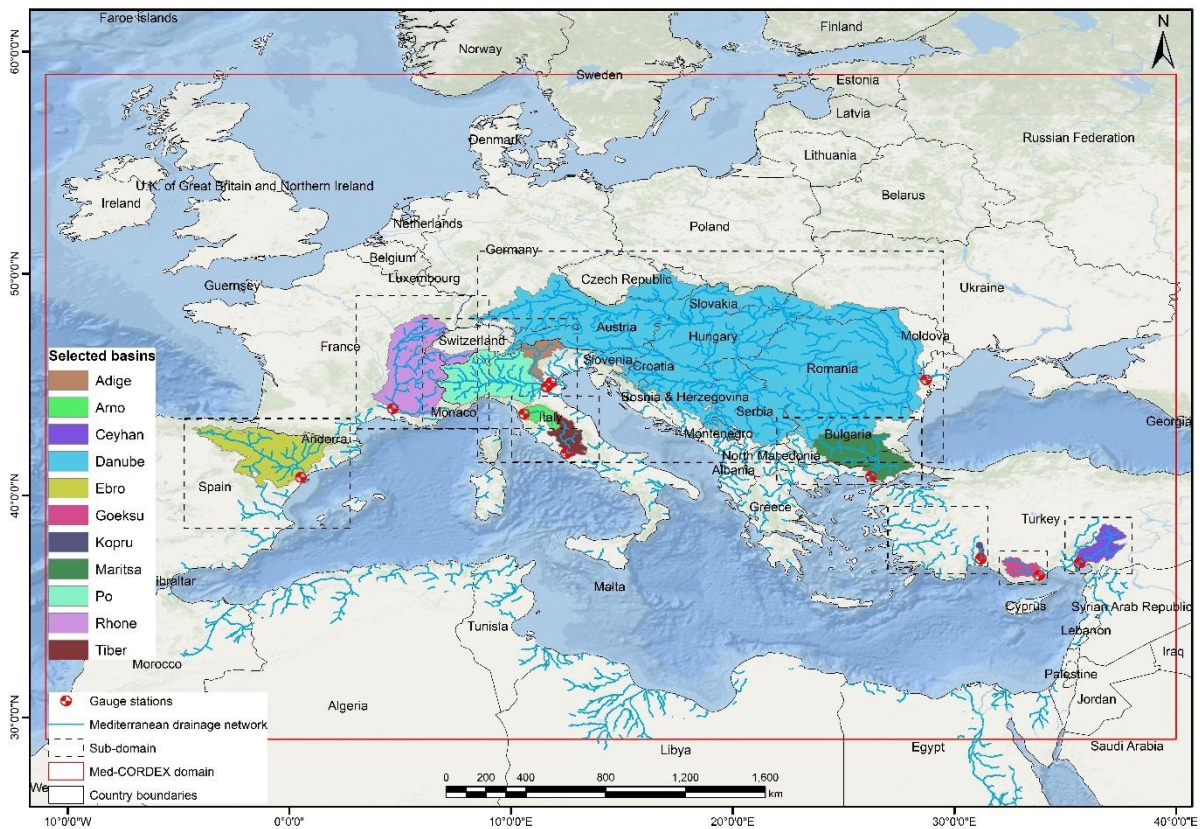 Faroe Islands
Finland
N
Norway
Sweden
Estonia
Latvia
Denmark
Russian Federation
Lithuania
U.K. of Great Britain and Northern Ireland
Ireland
Belarus
Netherlands
Poland
Germany
Belgium
Luxembourg
Czech Republic
Guernsey
Ukraine
Slovakia
Austria
Hungary
Moldova
France
Switzerland
Slovenia
Croatia
Romania
Bosnia & Herzegovina
Serbia
Monaco
Italy
Montenegro
Bulgaria
Andorra
Georgia
North Macedonia
Albania
Spain
Greece
Turkey
Gibraltar
Malta
Cyprus
Syrian Arab Republic
Tunisia
Lebanon
Morocco
Iraq
Palestine
Jordan
Algeria
Libya
Egypt
Saudi Arabia
We
Selected basins
Adige
Arno
Ceyhan
Danube
Ebro
Goeksu
Kopru
Maritsa
Po
Rhone
Tiber
Gauge stations
Mediterranean drainage network
Sub-domain
Med-CORDEX domain
Country boundaries
0 200 400 800 1,200 1,600
km
60°0'0"N
50°0'0"N
40°0'0"N
30°0'0"N
10°0'0"W 0°0'0" 10°0'0"E 20°0'0"E 30°0'0"E 40°0'0"E